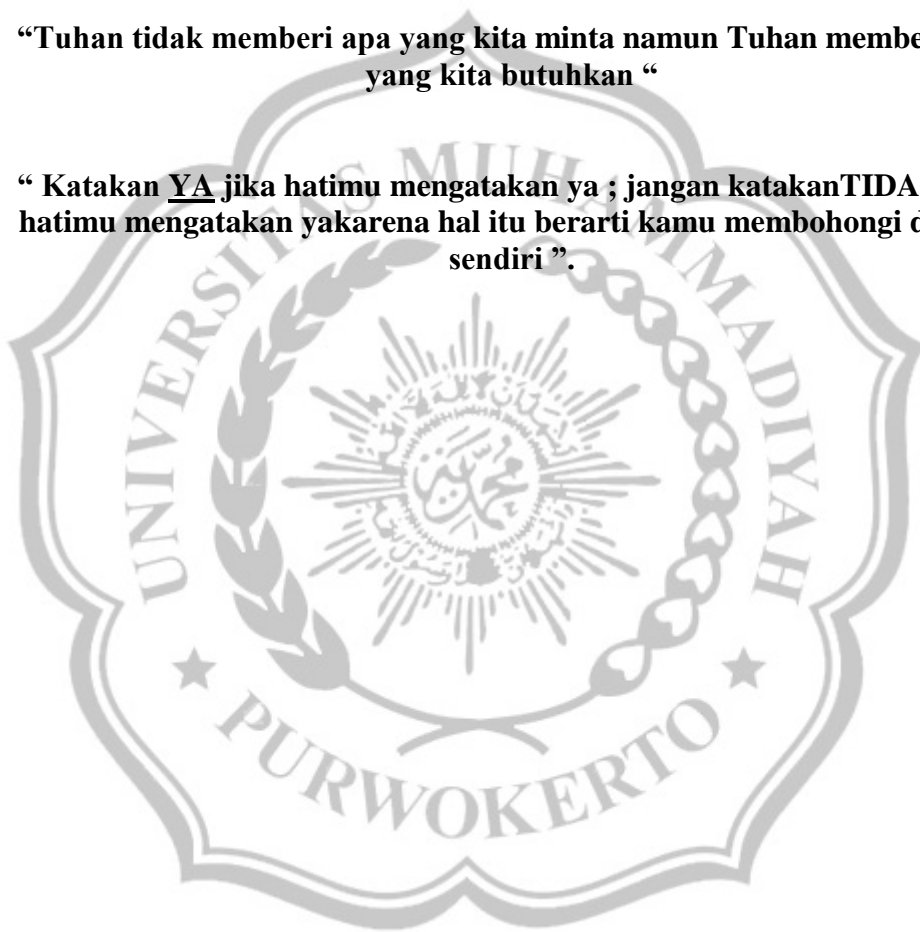 “Tuhan tidak memberi apa yang kita minta namun Tuhan membe
yang kita butuhkan “
“ Katakan YA jika hatimu mengatakan ya ; jangan katakanTIDA
hatimu mengatakan yakarena hal itu berarti kamu membohongi d
sendiri ”.
UNIVERSITAS MUHAMMADIYAH
PURWOKERTO